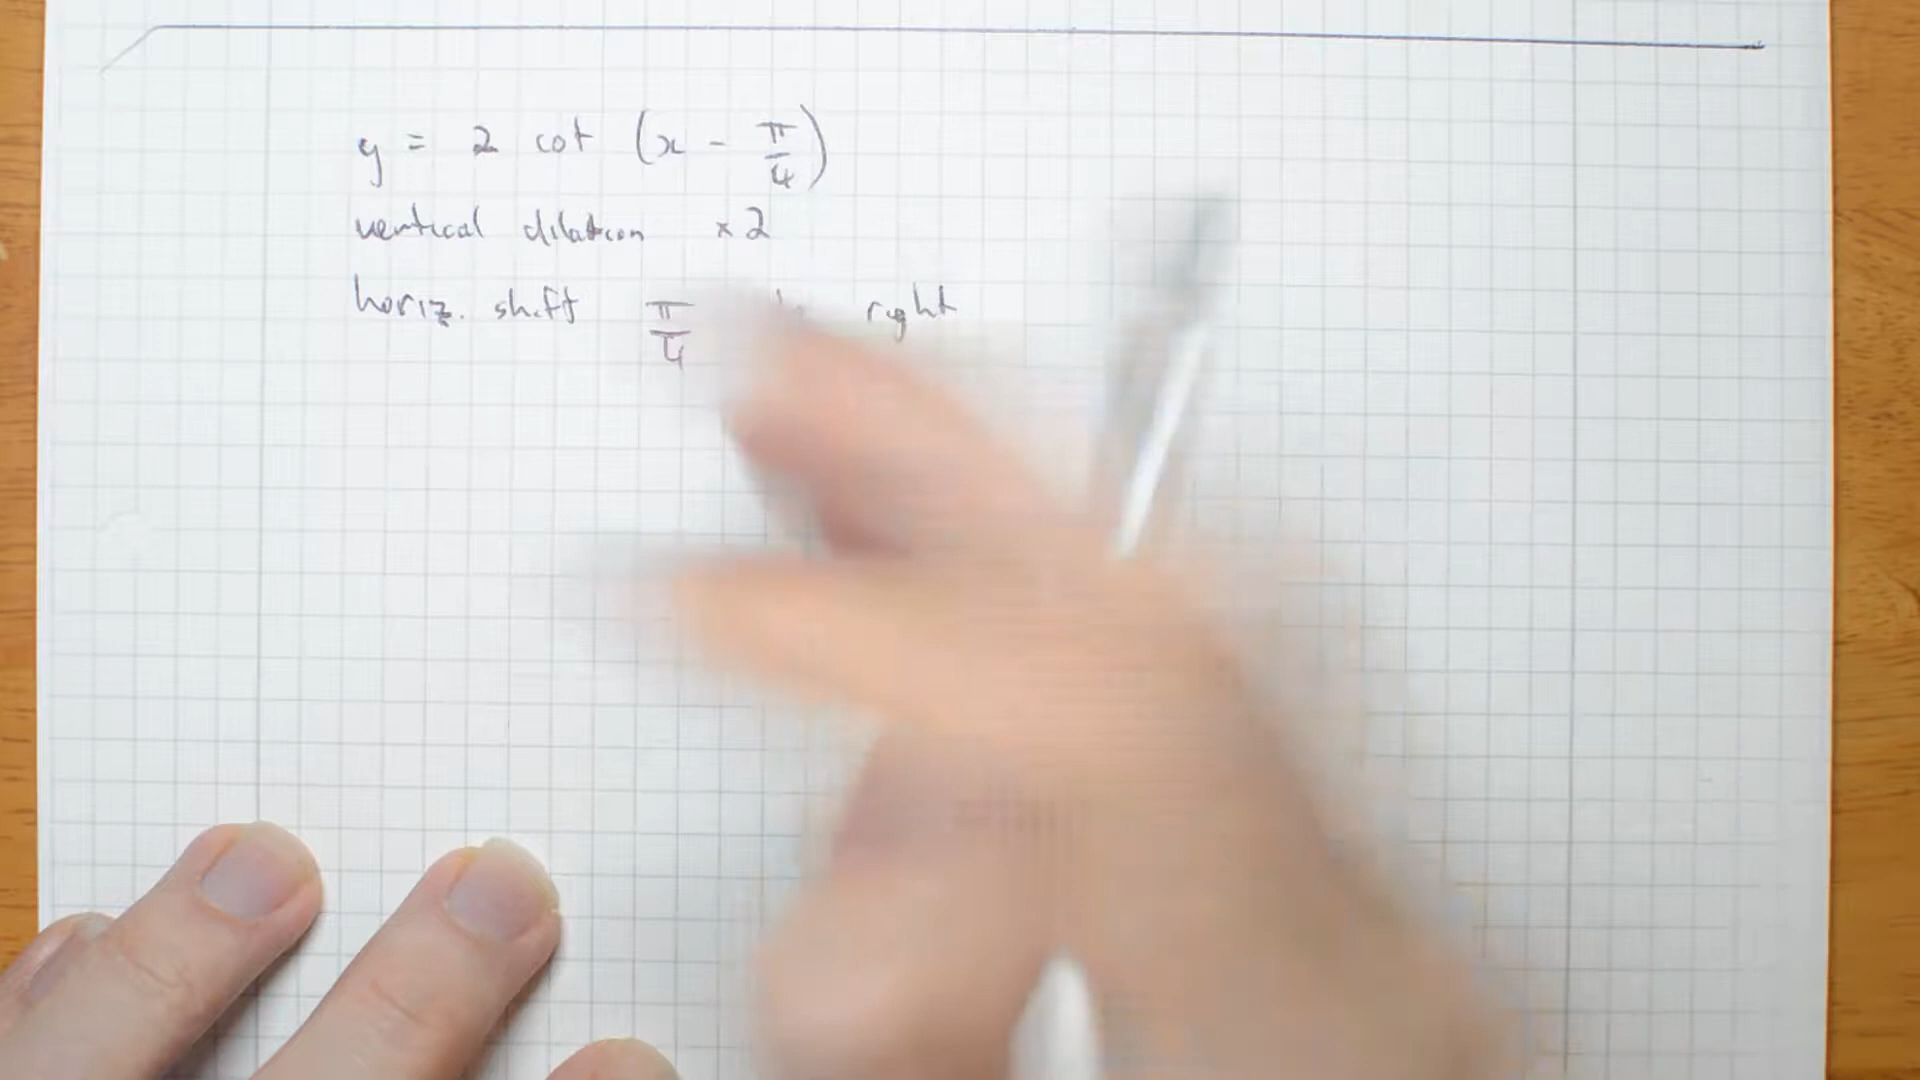 y = 2 cot (x - π/4)
vertical dilation ×2
horiz. shift π/4 right